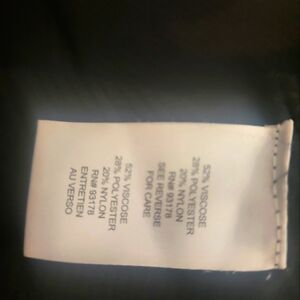 52% VISCOSE
28% POLYESTER
20% NYLON
RN# 93178
SEE REVERSE
FOR CARE
52% VISCOSE
28% POLYESTER
20% NYLON
RN# 93178
ENTRETIEN
AU VERSO